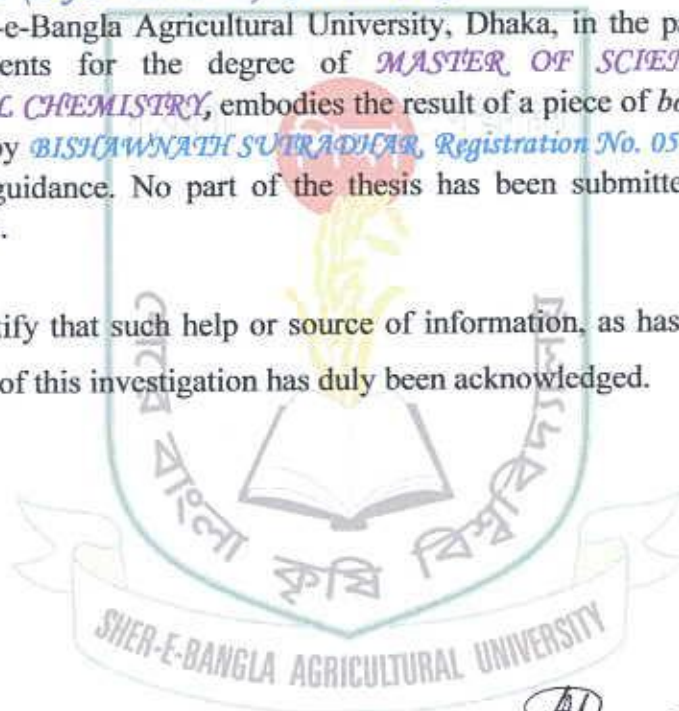 -e-Bangla Agricultural University, Dhaka, in the pa
ents for the degree of MASTER OF SCIEN
L CHEMISTRY, embodies the result of a piece of bo
by BISHAWNATH SUTRADHAR, Registration No. 05
guidance. No part of the thesis has been submitte
.
tify that such help or source of information, as has
of this investigation has duly been acknowledged.
শিক্ষা
শেরে বাংলা কৃষি বিশ্ববিদ্যালয়
SHER-E-BANGLA AGRICULTURAL UNIVERSITY